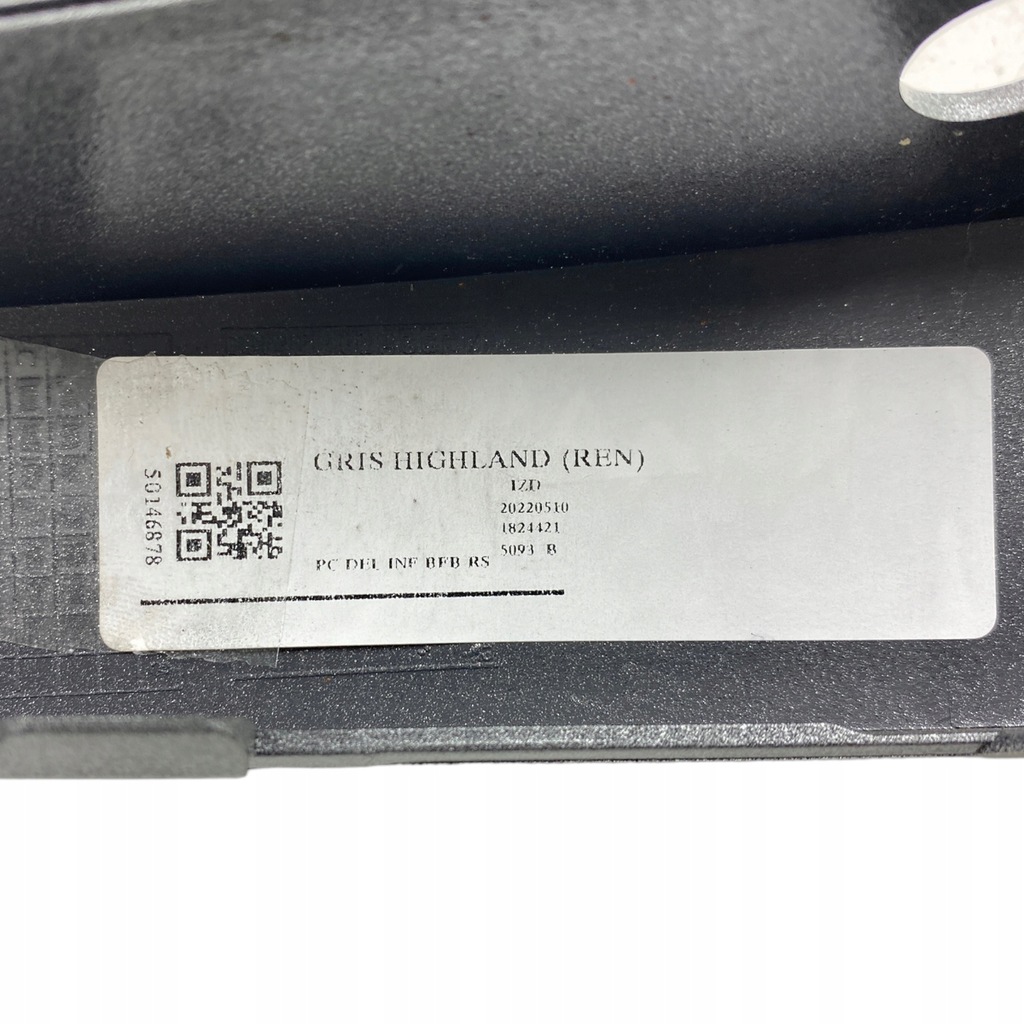 S0146878
GRIS HIGHLAND (REN)
IZD
20220510
1824421
5093 B
PC DEL INF BFB RS